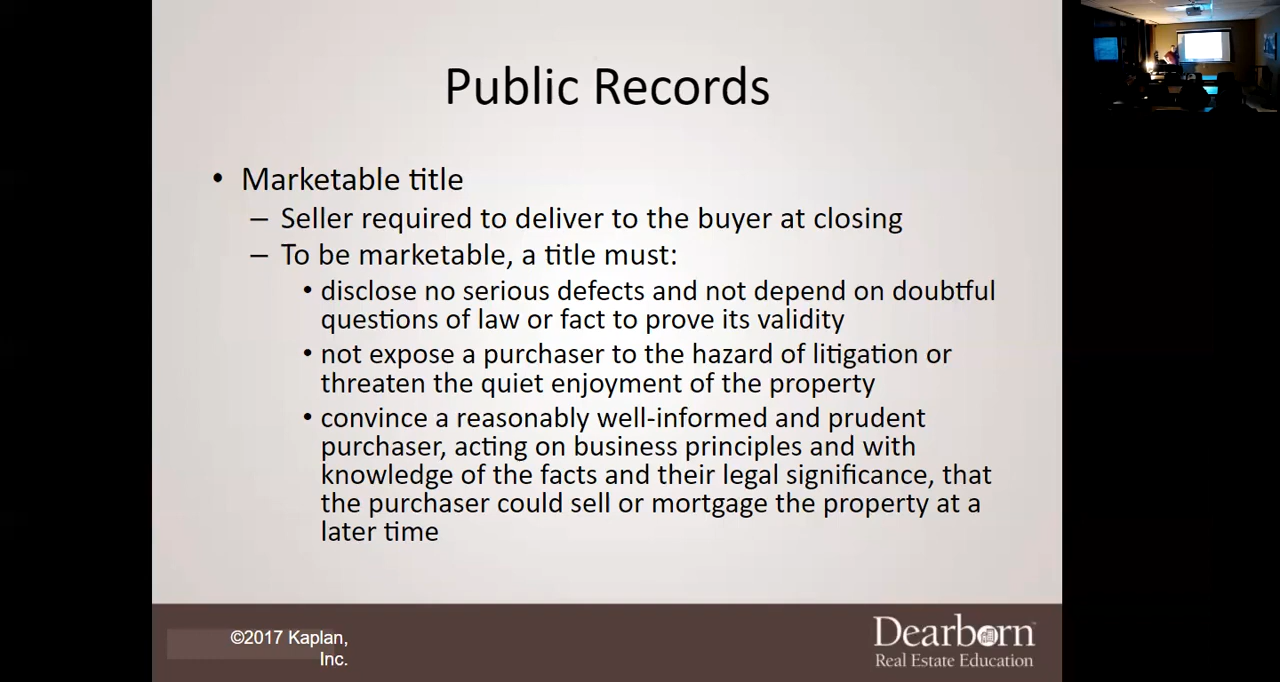 Public Records
• Marketable title
– Seller required to deliver to the buyer at closing
– To be marketable, a title must:
• disclose no serious defects and not depend on doubtful
questions of law or fact to prove its validity
• not expose a purchaser to the hazard of litigation or
threaten the quiet enjoyment of the property
• convince a reasonably well-informed and prudent
purchaser, acting on business principles and with
knowledge of the facts and their legal significance, that
the purchaser could sell or mortgage the property at a
later time
©2017 Kaplan,
Inc.
Dearborn™
Real Estate Education